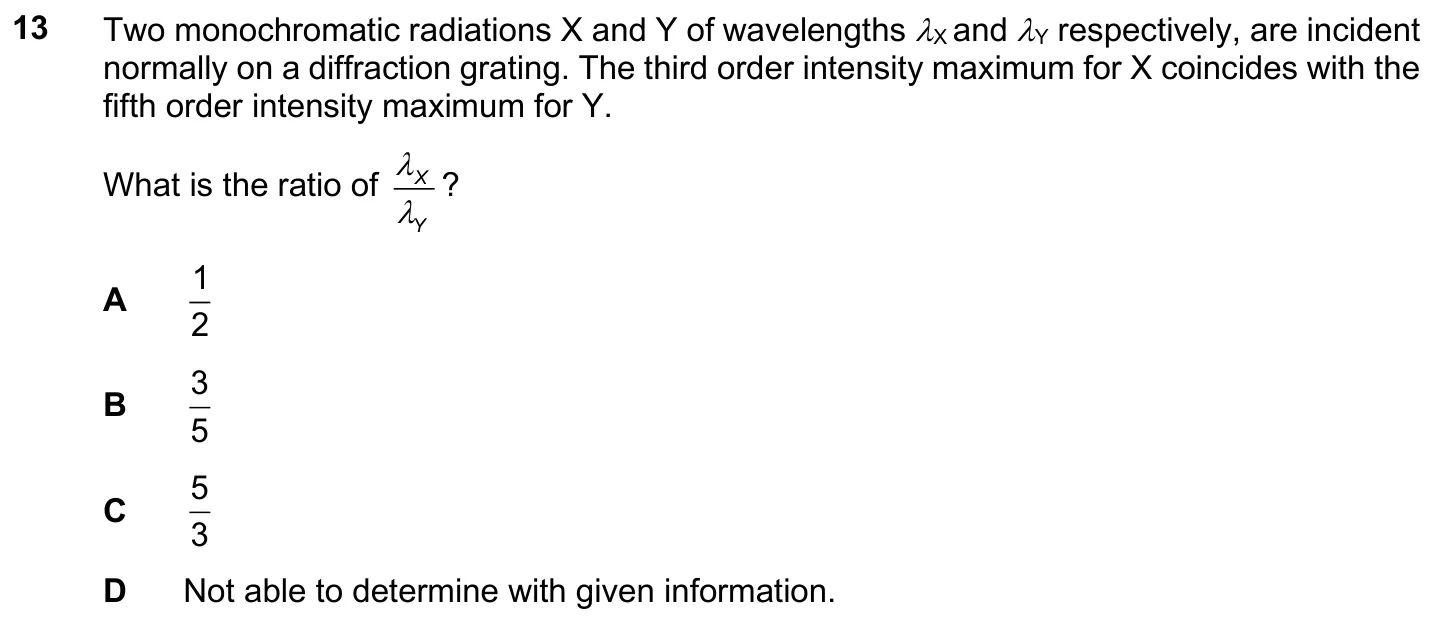 13 Two monochromatic radiations X and Y of wavelengths λX and λY respectively, are incident
normally on a diffraction grating. The third order intensity maximum for X coincides with the
fifth order intensity maximum for Y.
What is the ratio of λX/λY ?
A 1/2
B 3/5
C 5/3
D Not able to determine with given information.